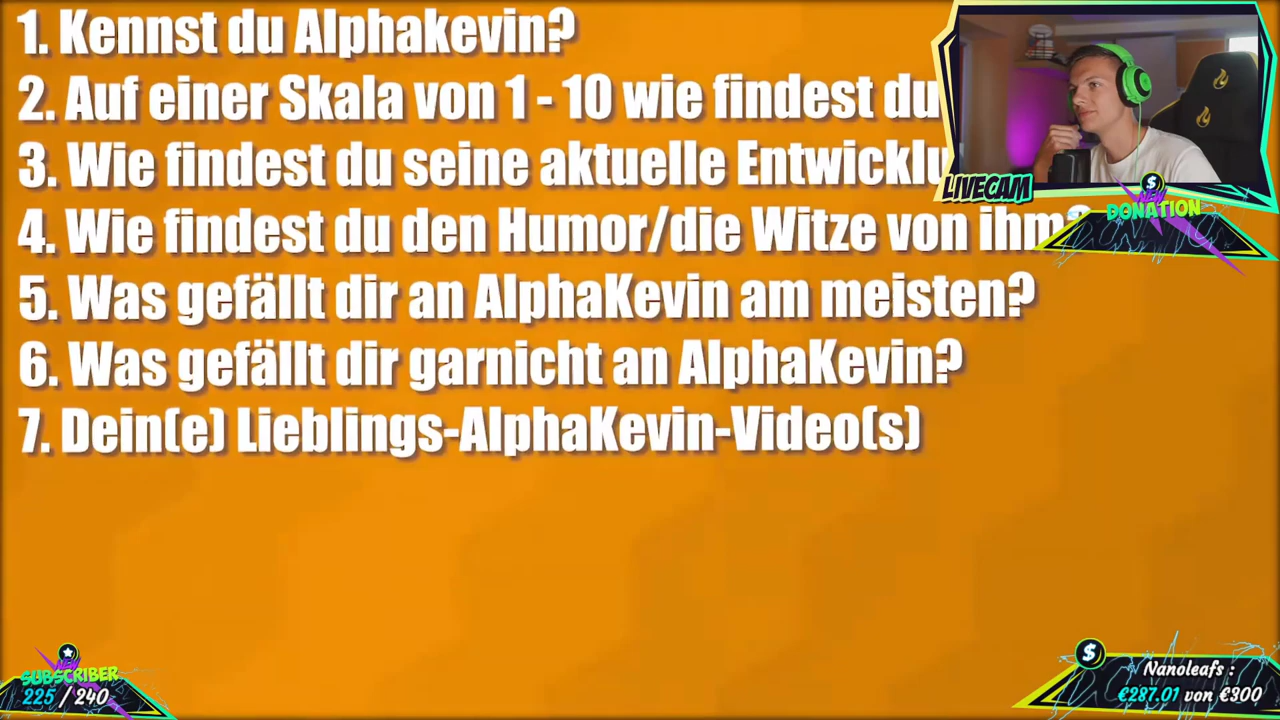 1. Kennst du Alphakevin?
2. Auf einer Skala von 1 - 10 wie findest du
3. Wie findest du seine aktuelle
4. Wie findest du den Humor/die Witze von ihm?
5. Was gefällt dir an AlphaKevin am meisten?
6. Was gefällt dir garnicht an AlphaKevin?
7. Dein(e) Lieblings-AlphaKevin-Video(s)
LIVECAM
NEW
DONATION
NEW
SUBSCRIBER
225 / 240
Nanoleafs :
€287.01 von €300